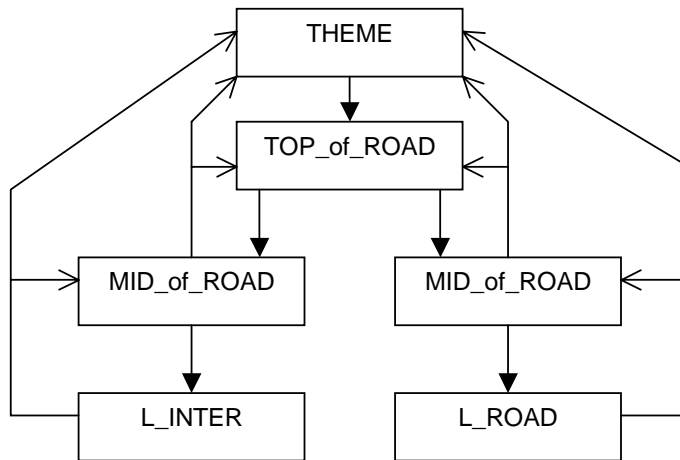 THEME
TOP_of_ROAD
MID_of_ROAD
MID_of_ROAD
L_INTER
L_ROAD